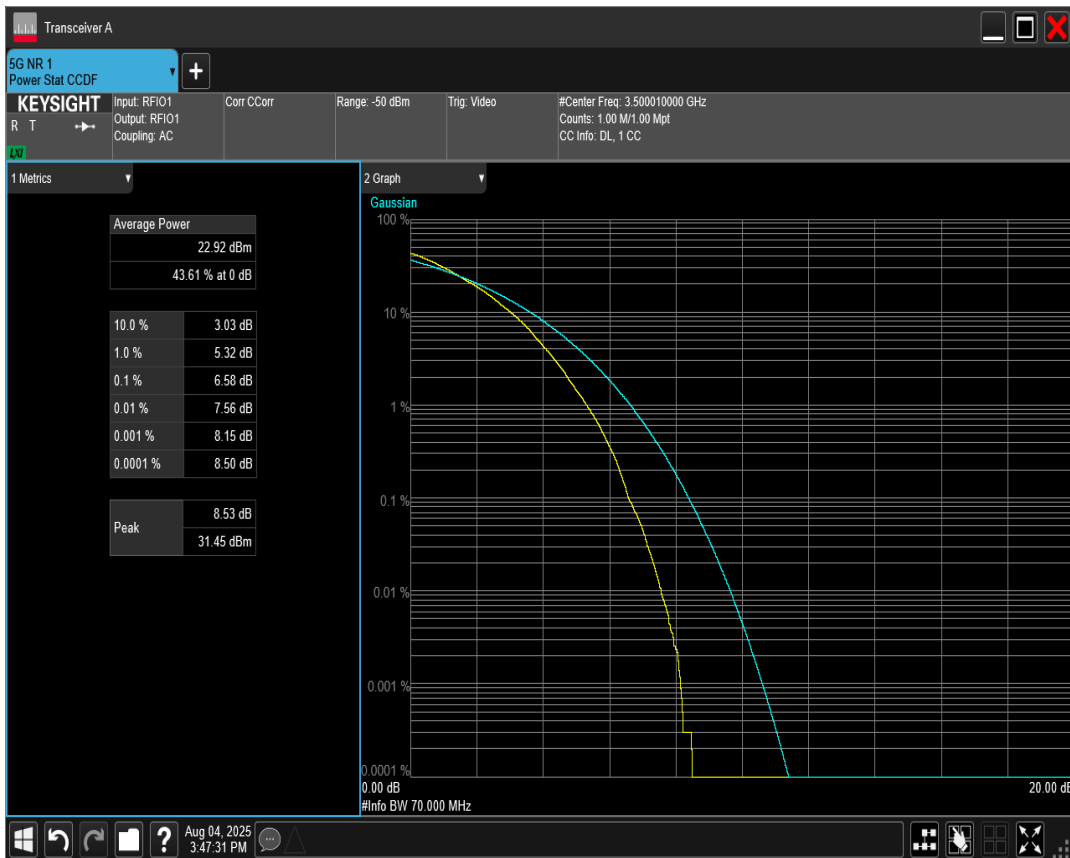 Transceiver A
5G NR 1
Power Stat CCDF
KEYSIGHT
R T
LXI
Input: RFIO1
Output: RFIO1
Coupling: AC
Corr CCorr
Range: -50 dBm
Trig: Video
#Center Freq: 3.500010000 GHz
Counts: 1.00 M/1.00 Mpt
CC Info: DL, 1 CC
1 Metrics
Average Power
22.92 dBm
43.61 % at 0 dB
10.0 % 3.03 dB
1.0 % 5.32 dB
0.1 % 6.58 dB
0.01 % 7.56 dB
0.001 % 8.15 dB
0.0001 % 8.50 dB
Peak
8.53 dB
31.45 dBm
2 Graph
Gaussian
100 %
10 %
1 %
0.1 %
0.01 %
0.001 %
0.0001 %
0.00 dB 20.00 dB
#Info BW 70.000 MHz
?
Aug 04, 2025
3:47:31 PM